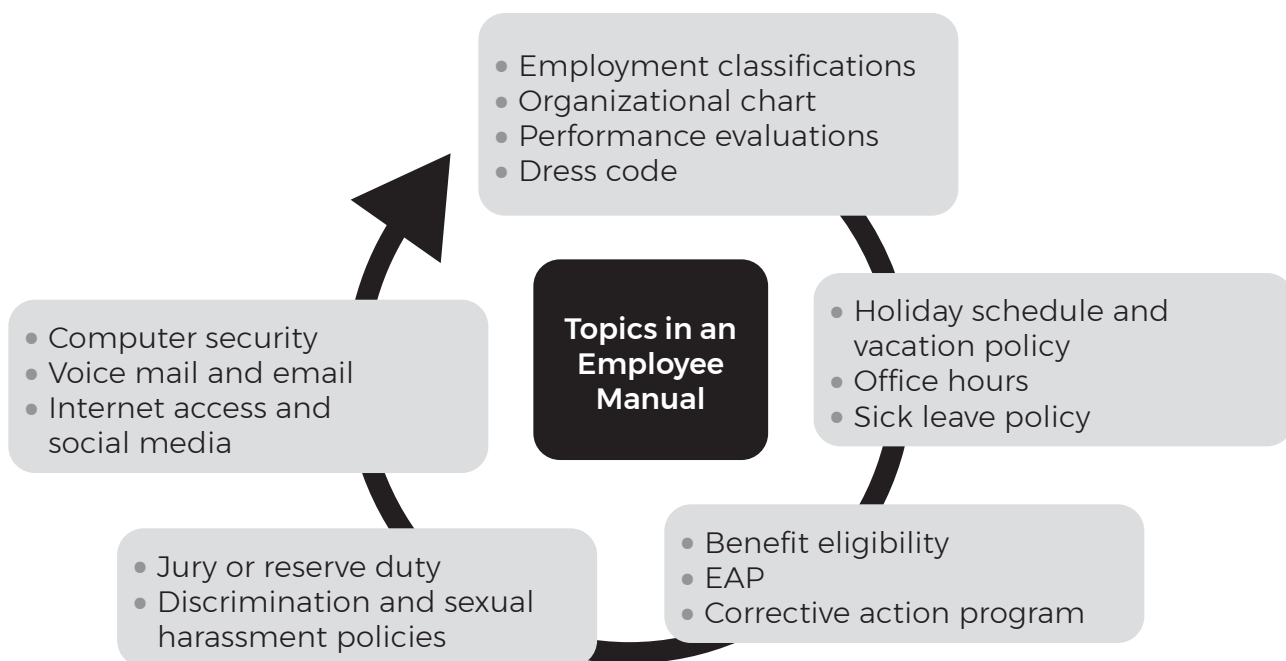 • Employment classifications
• Organizational chart
• Performance evaluations
• Dress code
Topics in an
Employee
Manual
• Holiday schedule and
vacation policy
• Office hours
• Sick leave policy
• Benefit eligibility
• EAP
• Corrective action program
• Jury or reserve duty
• Discrimination and sexual
harassment policies
• Computer security
• Voice mail and email
• Internet access and
social media